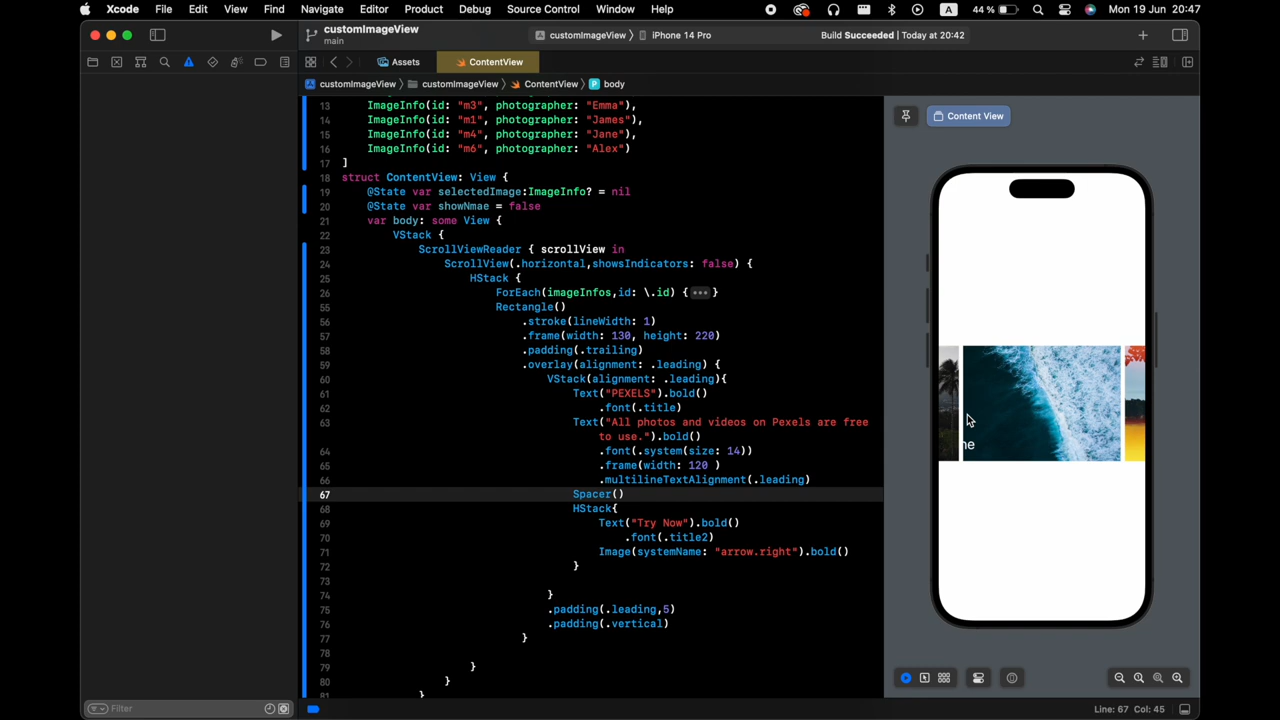 Xcode File Edit View Find Navigate Editor Product Debug Source Control Window Help A 44 % Mon 19 Jun 20:47
customImageView
main
customImageView 〉 iPhone 14 Pro
Build Succeeded | Today at 20:42
Assets
ContentView
customImageView 〉 customImageView 〉 ContentView 〉 P body
13 ImageInfo(id: "m3", photographer: "Emma"),
14 ImageInfo(id: "m1", photographer: "James"),
15 ImageInfo(id: "m4", photographer: "Jane"),
16 ImageInfo(id: "m6", photographer: "Alex")
17 ]
18 struct ContentView: View {
19 @State var selectedImage:ImageInfo? = nil
20 @State var showNmae = false
21 var body: some View {
22 VStack {
23 ScrollViewReader { scrollView in
24 ScrollView(.horizontal,showsIndicators: false) {
25 HStack {
26 ForEach(imageInfos,id: \.id) {•••}
55 Rectangle()
56 .stroke(lineWidth: 1)
57 .frame(width: 130, height: 220)
58 .padding(.trailing)
59 .overlay(alignment: .leading) {
60 VStack(alignment: .leading){
61 Text("PEXELS").bold()
62 .font(.title)
63 Text("All photos and videos on Pexels are free
to use.").bold()
64 .font(.system(size: 14))
65 .frame(width: 120 )
66 .multilineTextAlignment(.leading)
67 Spacer()
68 HStack{
69 Text("Try Now").bold()
70 .font(.title2)
71 Image(systemName: "arrow.right").bold()
72 }
73
74 }
75 .padding(.leading,5)
76 .padding(.vertical)
77 }
78
79 }
80 }
81 }
Content View
ne
Filter
Line: 67 Col: 45